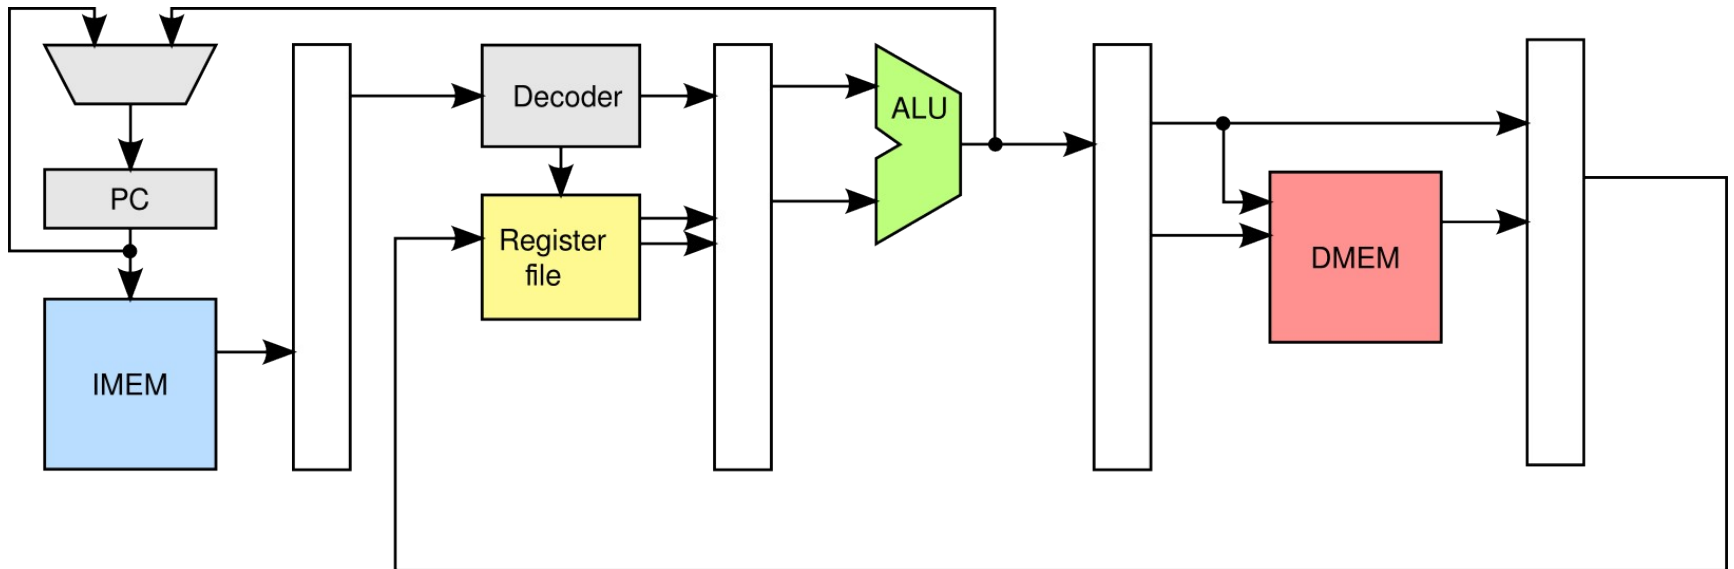 Decoder
ALU
PC
Register
file
IMEM
DMEM